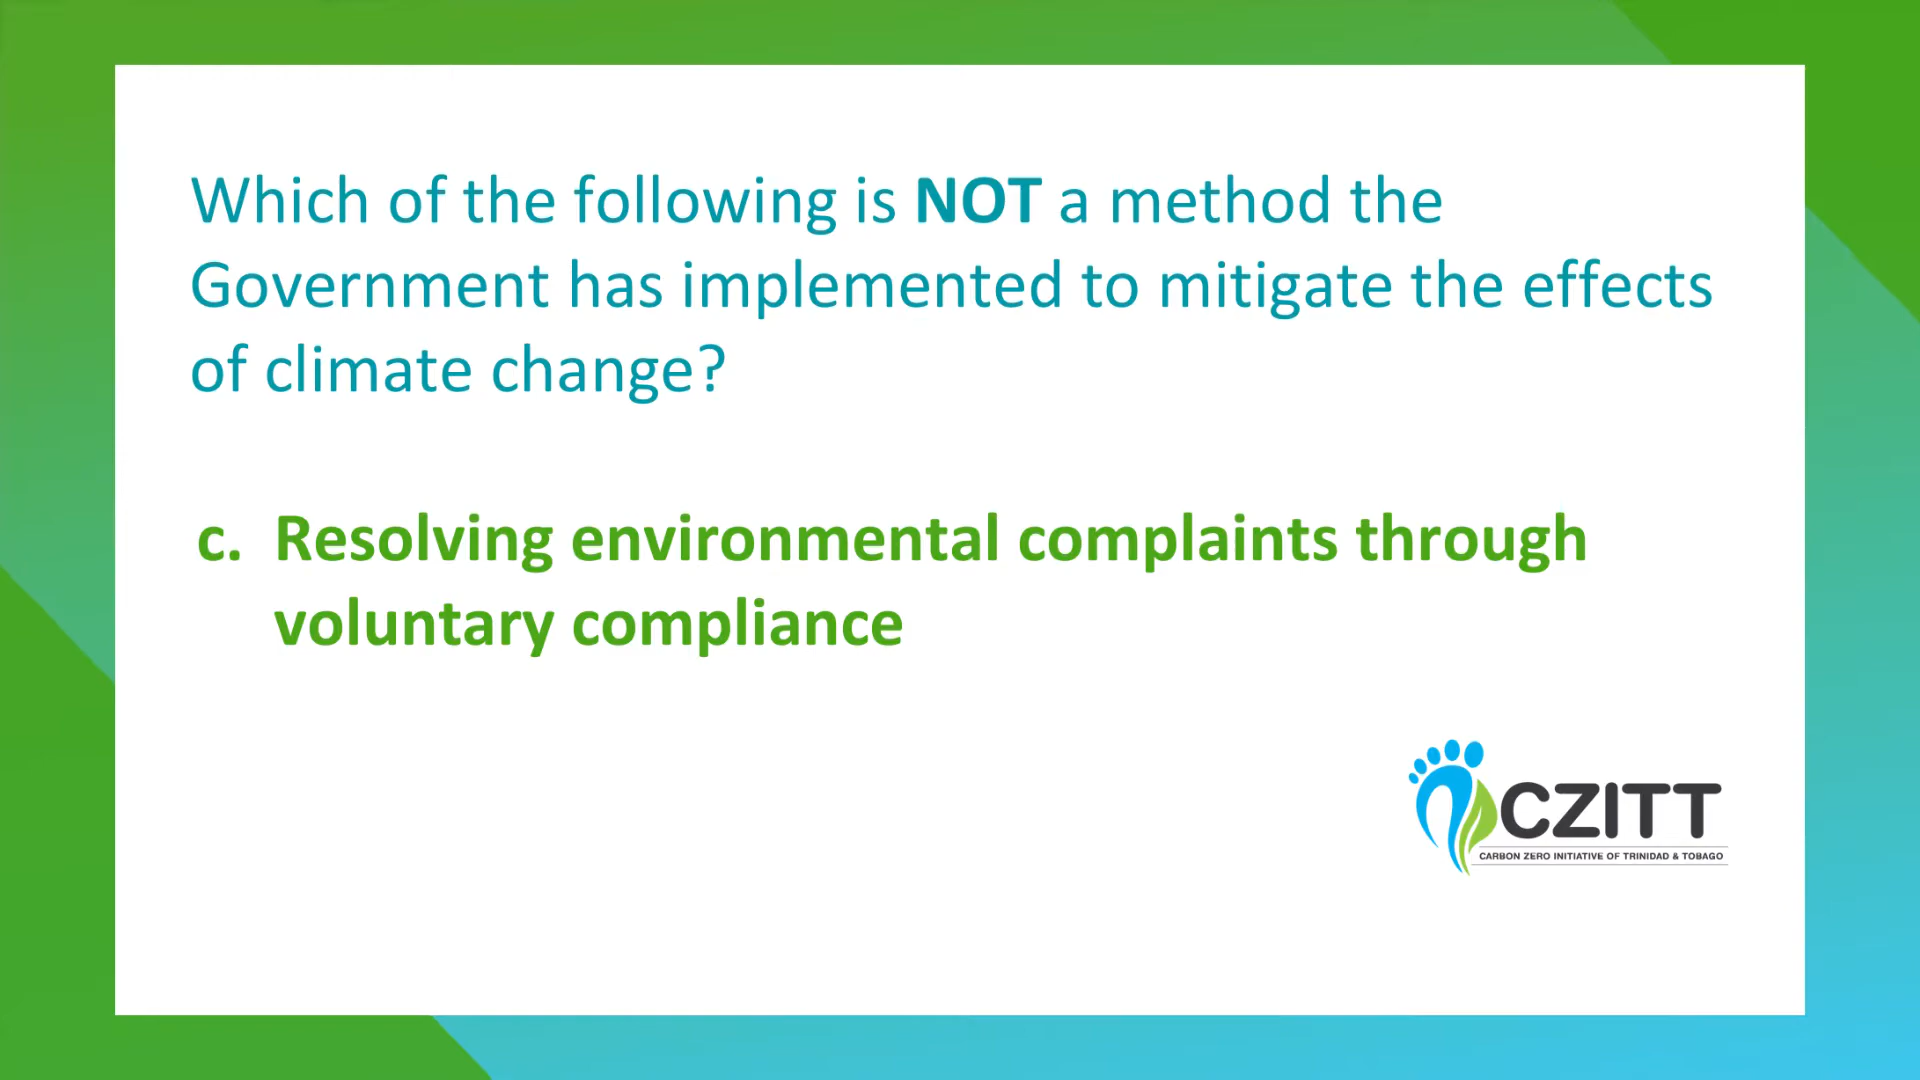 Which of the following is NOT a method the
Government has implemented to mitigate the effects
of climate change?
c. Resolving environmental complaints through
voluntary compliance
CZITT
CARBON ZERO INITIATIVE OF TRINIDAD & TOBAGO